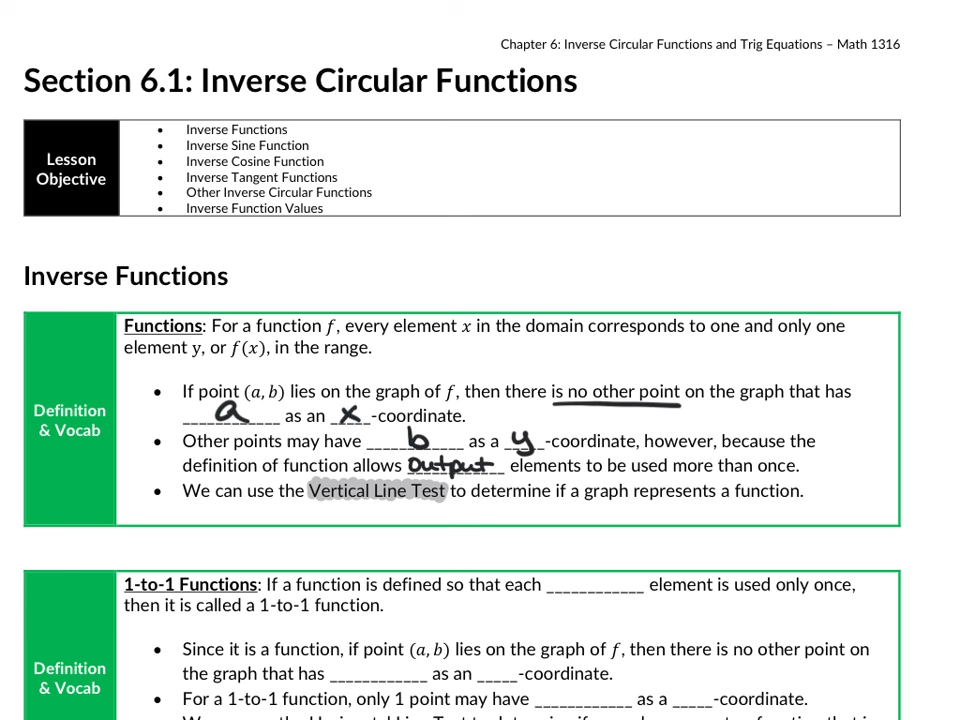 Chapter 6: Inverse Circular Functions and Trig Equations – Math 1316
Section 6.1: Inverse Circular Functions
Lesson
Objective
• Inverse Functions
• Inverse Sine Function
• Inverse Cosine Function
• Inverse Tangent Functions
• Other Inverse Circular Functions
• Inverse Function Values
Inverse Functions
Definition
& Vocab
Functions: For a function f, every element x in the domain corresponds to one and only one
element y, or f(x), in the range.
• If point (a, b) lies on the graph of f, then there is no other point on the graph that has
____a____ as an _x_-coordinate.
• Other points may have ____b____ as a _y_-coordinate, however, because the
definition of function allows output elements to be used more than once.
• We can use the Vertical Line Test to determine if a graph represents a function.
Definition
& Vocab
1-to-1 Functions: If a function is defined so that each ____________ element is used only once,
then it is called a 1-to-1 function.
• Since it is a function, if point (a, b) lies on the graph of f, then there is no other point on
the graph that has ____________ as an _____-coordinate.
• For a 1-to-1 function, only 1 point may have ____________ as a _____-coordinate.